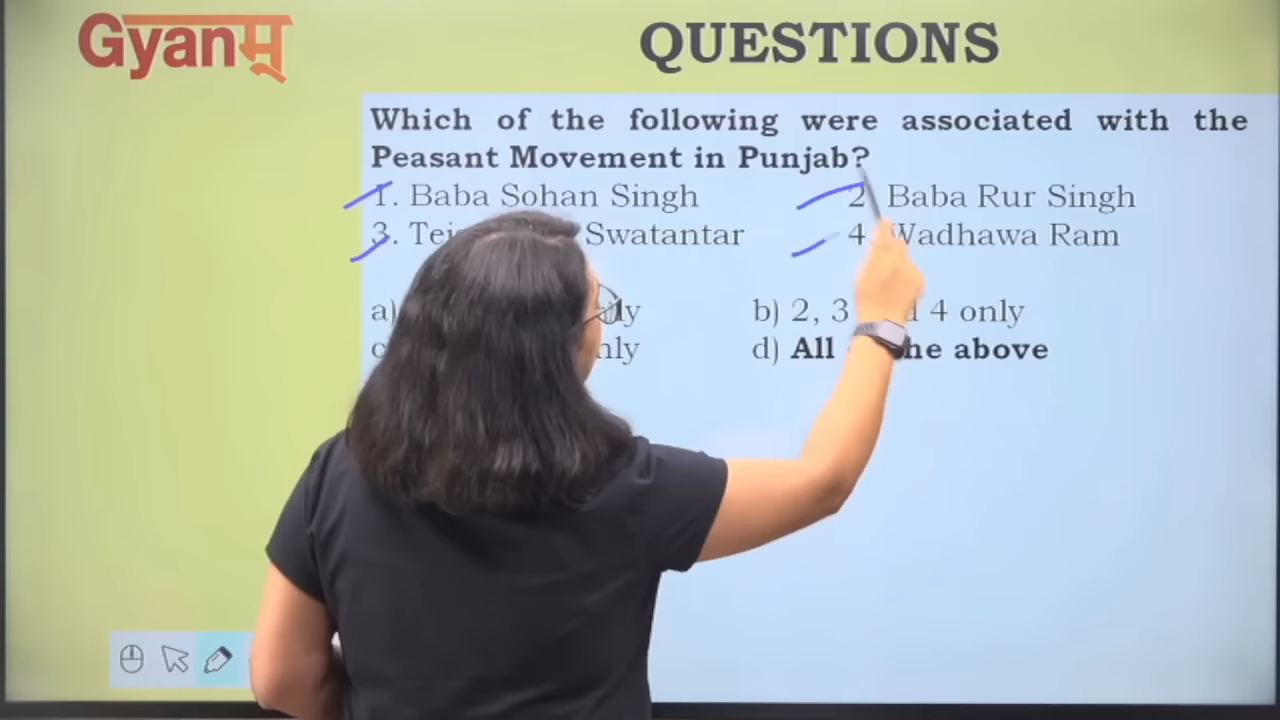 Gyanम्
QUESTIONS
Which of the following were associated with the
Peasant Movement in Punjab?
1. Baba Sohan Singh 2 Baba Rur Singh
3. Swatantar 4 Wadhawa Ram
a) b) 2, 3 4 only
d) All above